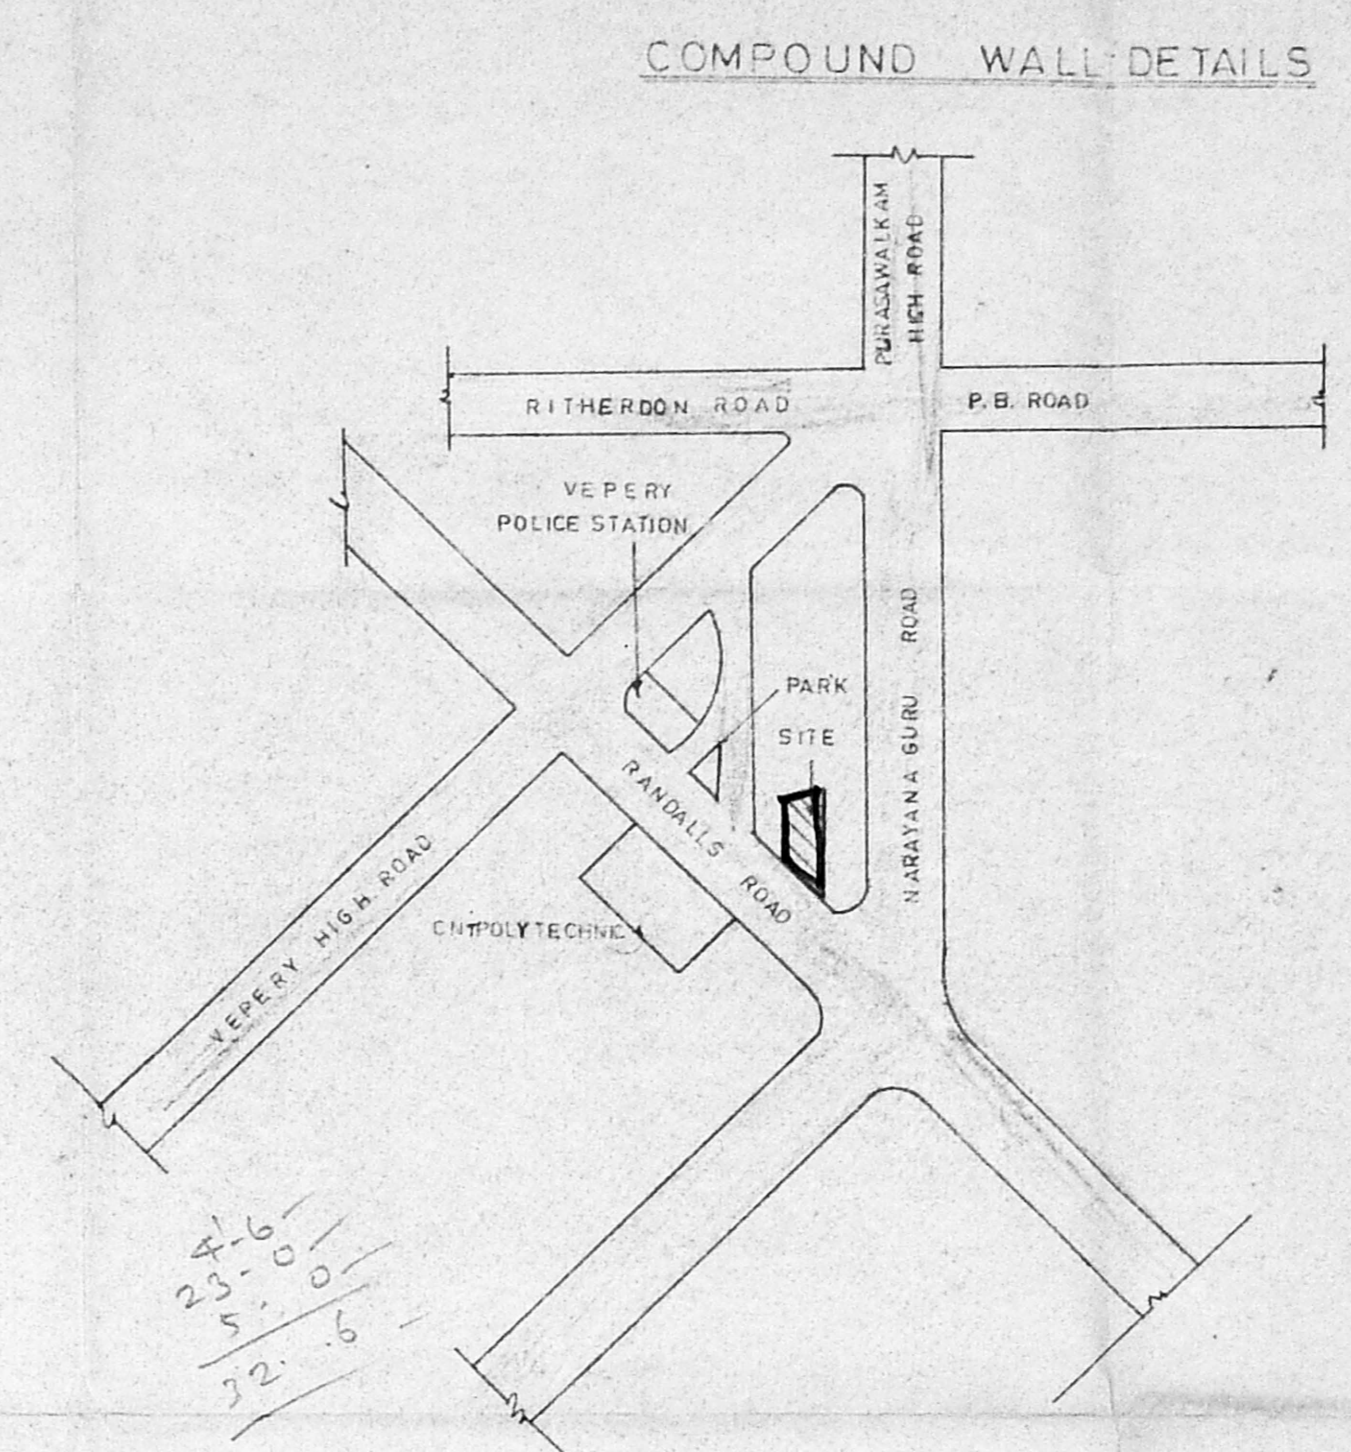 COMPOUND WALL DETAILS
PURASAWALKAM
HIGH ROAD
RITHERDON ROAD
P.B. ROAD
VEPERY
POLICE STATION
NARAYANA GURU ROAD
PARK
SITE
RANDALLS ROAD
VEPERY HIGH ROAD
CNTPOLYTECHNIC
4'-6
23-0
5-0
32.6